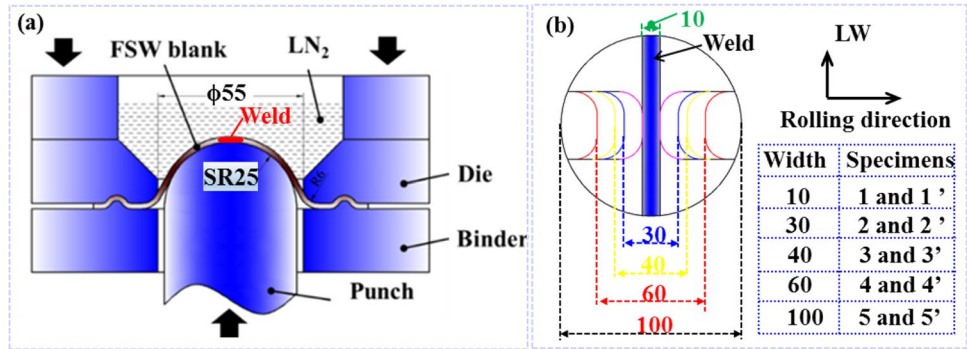 (a)
FSW blank
LN2
ϕ55
Weld
SR25
R6
Die
Binder
Punch
(b)
10
Weld
LW
Rolling direction
30
40
60
100
Width Specimens
10 1 and 1 ’
30 2 and 2 ’
40 3 and 3’
60 4 and 4’
100 5 and 5’